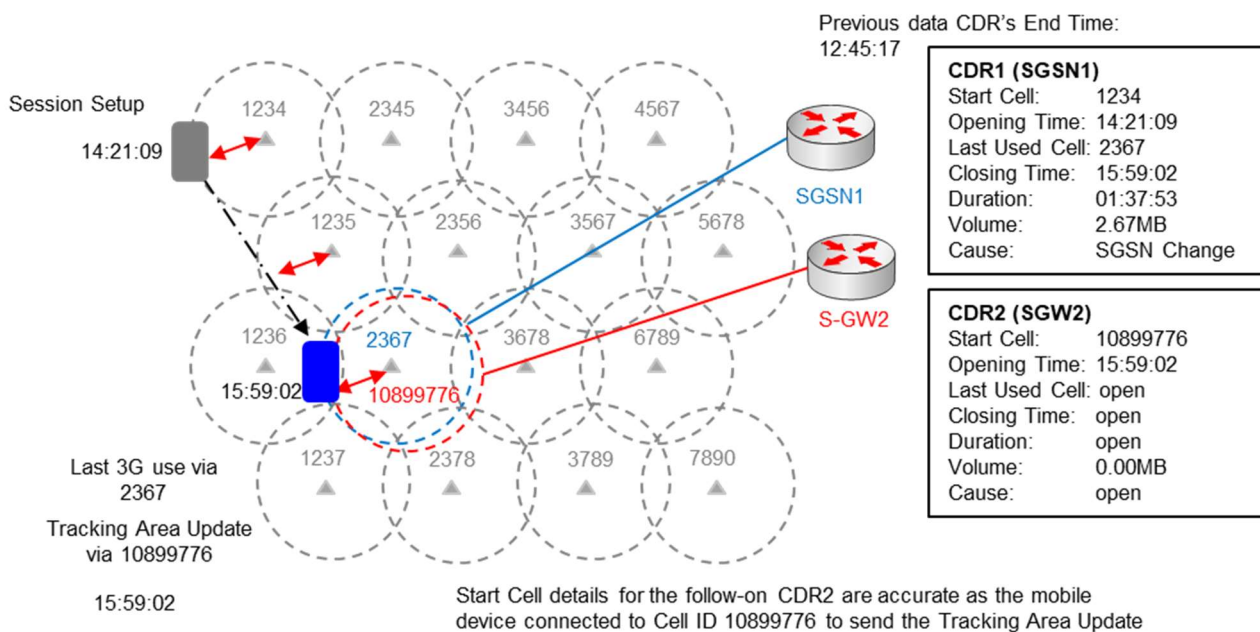 Previous data CDR's End Time:
12:45:17
Session Setup
14:21:09
1234
2345
3456
4567
SGSN1
1235
2356
3567
5678
S-GW2
1236
2367
3678
6789
15:59:02
10899776
1237
2378
3789
7890
Last 3G use via
2367
Tracking Area Update
via 10899776
15:59:02
CDR1 (SGSN1)
Start Cell: 1234
Opening Time: 14:21:09
Last Used Cell: 2367
Closing Time: 15:59:02
Duration: 01:37:53
Volume: 2.67MB
Cause: SGSN Change
CDR2 (SGW2)
Start Cell: 10899776
Opening Time: 15:59:02
Last Used Cell: open
Closing Time: open
Duration: open
Volume: 0.00MB
Cause: open
Start Cell details for the follow-on CDR2 are accurate as the mobile
device connected to Cell ID 10899776 to send the Tracking Area Update